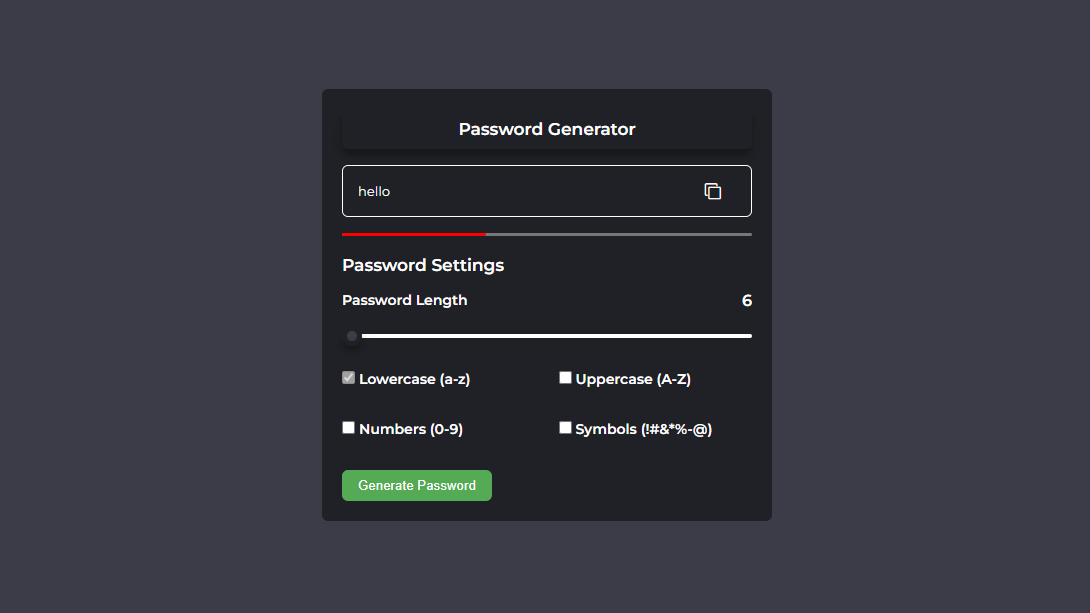 Password Generator
hello
Password Settings
Password Length 6
Lowercase (a-z) Uppercase (A-Z)
Numbers (0-9) Symbols (!#&*%-@)
Generate Password